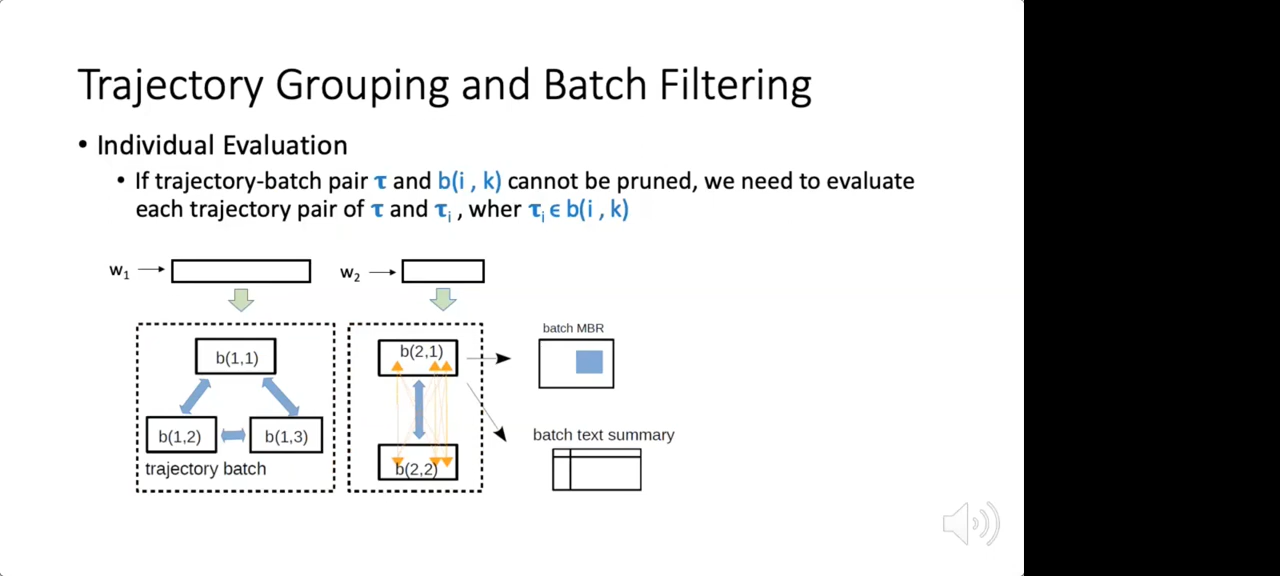 Trajectory Grouping and Batch Filtering
• Individual Evaluation
• If trajectory-batch pair τ and b(i , k) cannot be pruned, we need to evaluate
each trajectory pair of τ and τi , wher τi ϵ b(i , k)
w1
w2
b(1,1)
b(1,2)
b(1,3)
trajectory batch
b(2,1)
b(2,2)
batch MBR
batch text summary